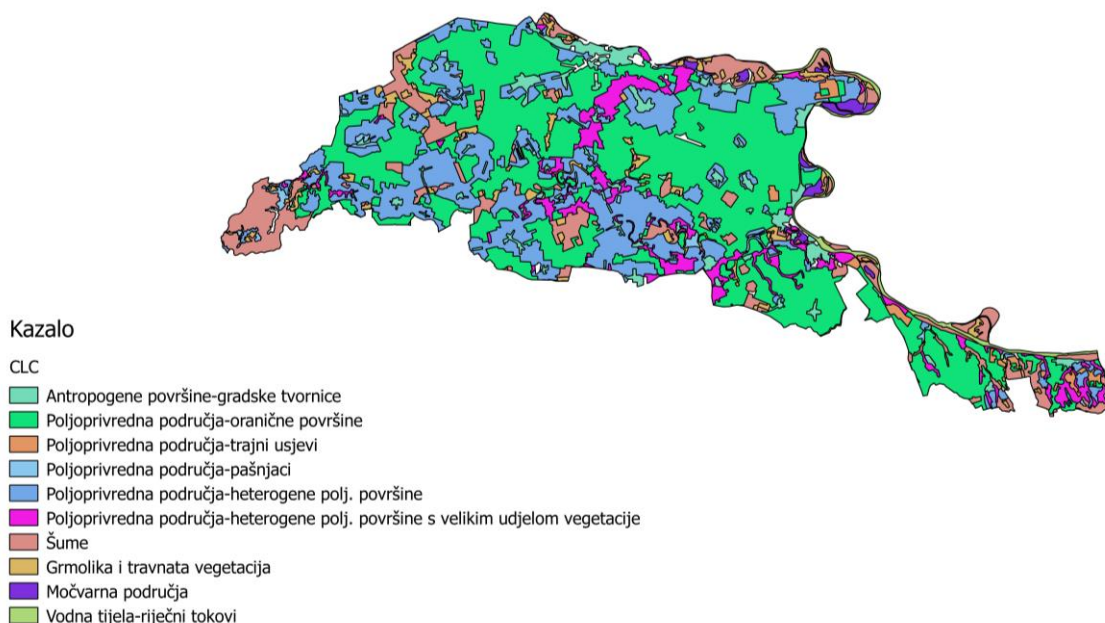 Kazalo
CLC
Antropogene površine-gradske tvornice
Poljoprivredna područja-oranične površine
Poljoprivredna područja-trajni usjevi
Poljoprivredna područja-pašnjaci
Poljoprivredna područja-heterogene polj. površine
Poljoprivredna područja-heterogene polj. površine s velikim udjelom vegetacije
Šume
Grmolika i travnata vegetacija
Močvarna područja
Vodna tijela-riječni tokovi